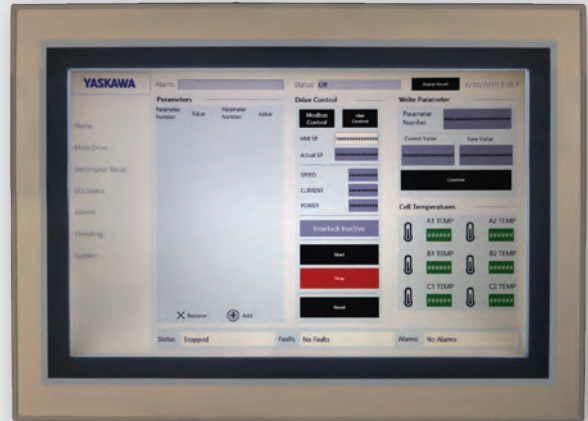 YASKAWA
Alarm:
Status: Off
Alarm Reset
Home
Main Drive
Switchgear Relay
I/O Status
Alarms
Trending
System
Parameters
Parameter Number
Value
Parameter Number
Value
Remove
Add
Drive Control
Modbus Control
HMI Control
HMI SP
Actual SP
SPEED
CURRENT
POWER
Interlock Inactive
Start
Stop
Reset
Write Parameter
Parameter Number
Current Value
New Value
Confirm
Cell Temperatures
A1 TEMP
A2 TEMP
######
######
B1 TEMP
B2 TEMP
######
######
C1 TEMP
C2 TEMP
######
######
Status Stopped
Faults No Faults
Alarms No Alarms